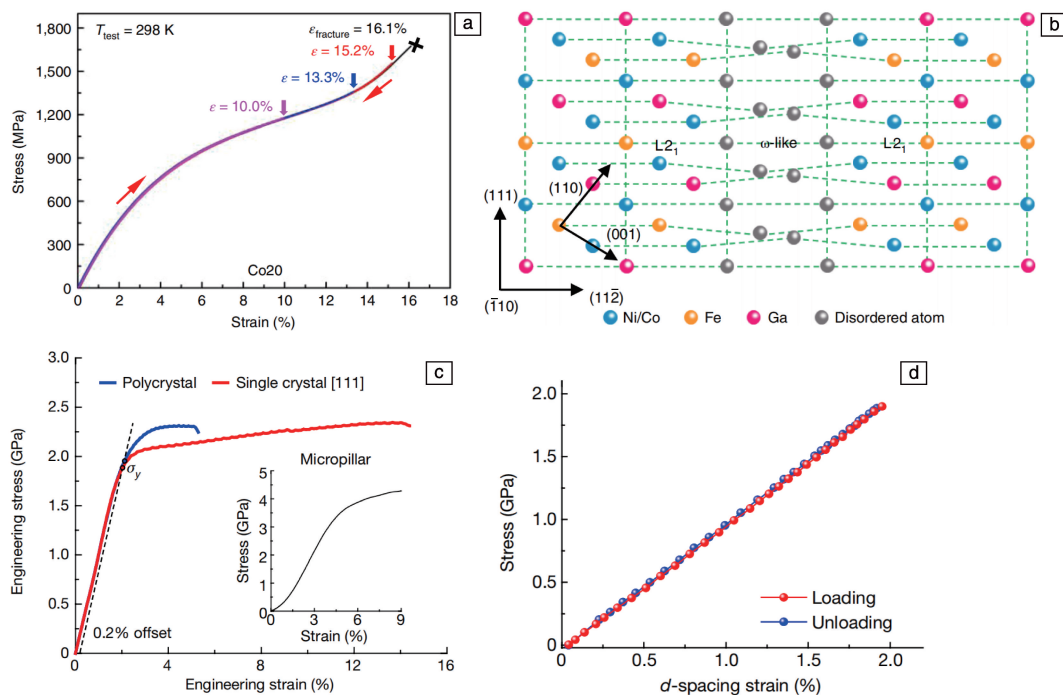 a
T_test = 298 K
ε_fracture = 16.1%
ε = 15.2%
ε = 13.3%
ε = 10.0%
Co20
1,800
1,500
1,200
900
600
300
0
Stress (MPa)
0 2 4 6 8 10 12 14 16 18
Strain (%)
b
L2₁ ω-like L2₁
(110)
(111)
(001)
(1̄10) (112̄)
Ni/Co Fe Ga Disordered atom
c
Polycrystal Single crystal [111]
3.0
2.5
2.0
1.5
1.0
0.5
0
Engineering stress (GPa)
σ_y
0.2% offset
0 4 8 12 16
Engineering strain (%)
Micropillar
5
4
3
2
1
0
Stress (GPa)
0 3 6 9
Strain (%)
d
2.0
1.5
1.0
0.5
0
Stress (GPa)
Loading
Unloading
0 0.5 1.0 1.5 2.0
d-spacing strain (%)